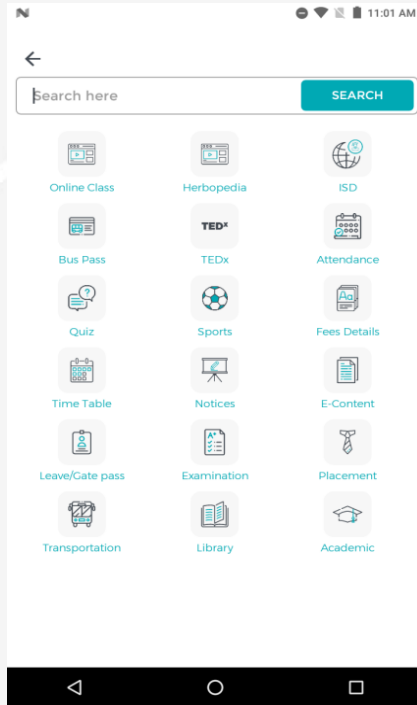 11:01 AM
Search here SEARCH
Online Class Herbopedia ISD
TEDx
Bus Pass TEDx Attendance
Aa
Quiz Sports Fees Details
Time Table Notices E-Content
A+
Leave/Gate pass Examination Placement
Transportation Library Academic